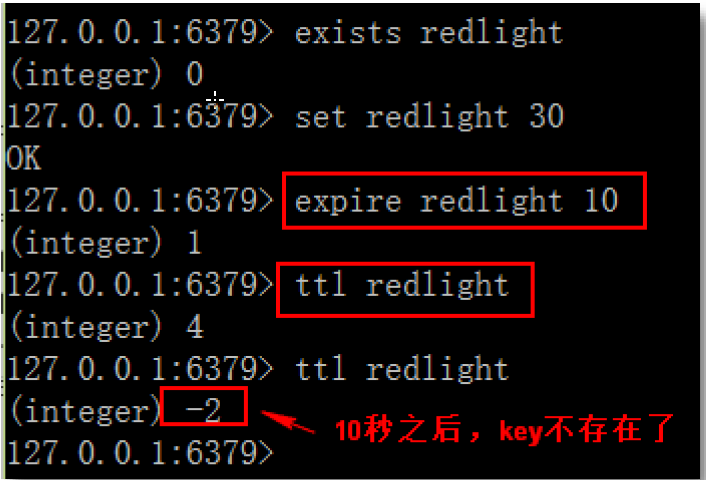 127.0.0.1:6379> exists redlight
(integer) 0
127.0.0.1:6379> set redlight 30
OK
127.0.0.1:6379> expire redlight 10
(integer) 1
127.0.0.1:6379> ttl redlight
(integer) 4
127.0.0.1:6379> ttl redlight
(integer) -2
10秒之后，key不存在了
127.0.0.1:6379>